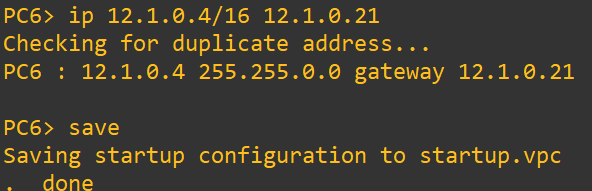 PC6> ip 12.1.0.4/16 12.1.0.21
Checking for duplicate address...
PC6 : 12.1.0.4 255.255.0.0 gateway 12.1.0.21
PC6> save
Saving startup configuration to startup.vpc
.  done